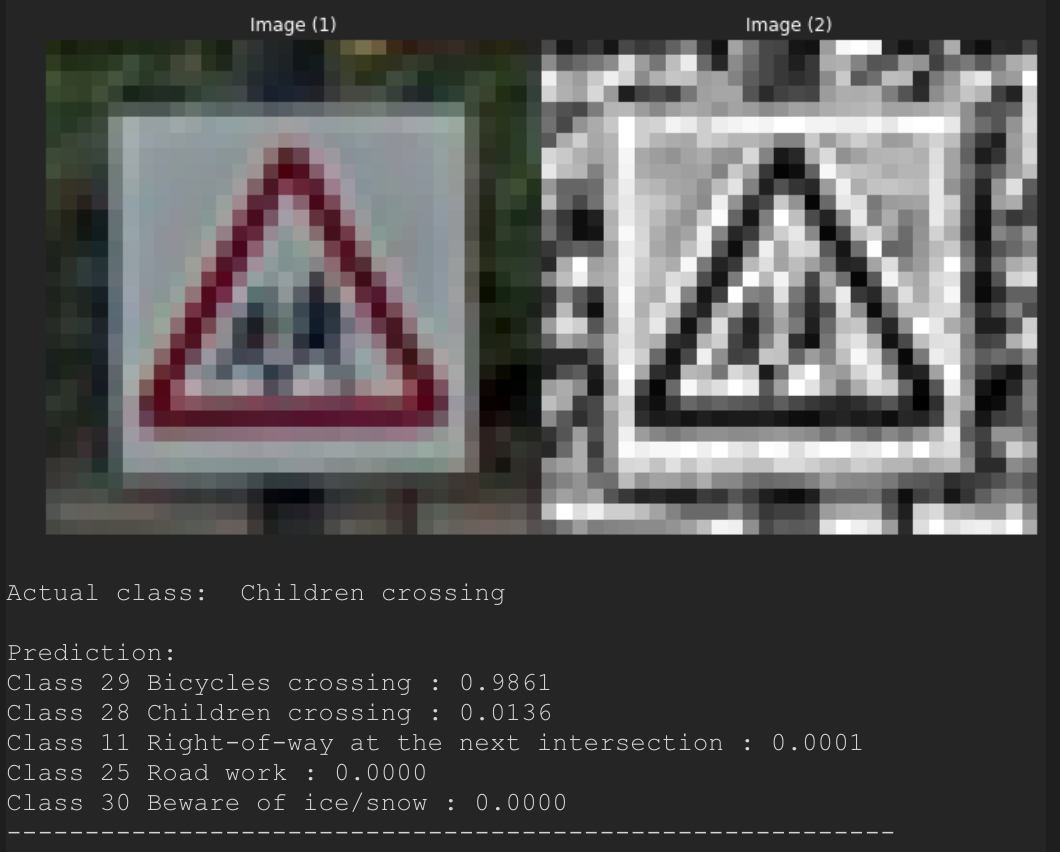 Image (1)
Image (2)
Actual class:  Children crossing
Prediction:
Class 29 Bicycles crossing : 0.9861
Class 28 Children crossing : 0.0136
Class 11 Right-of-way at the next intersection : 0.0001
Class 25 Road work : 0.0000
Class 30 Beware of ice/snow : 0.0000
---------------------------------------------------------